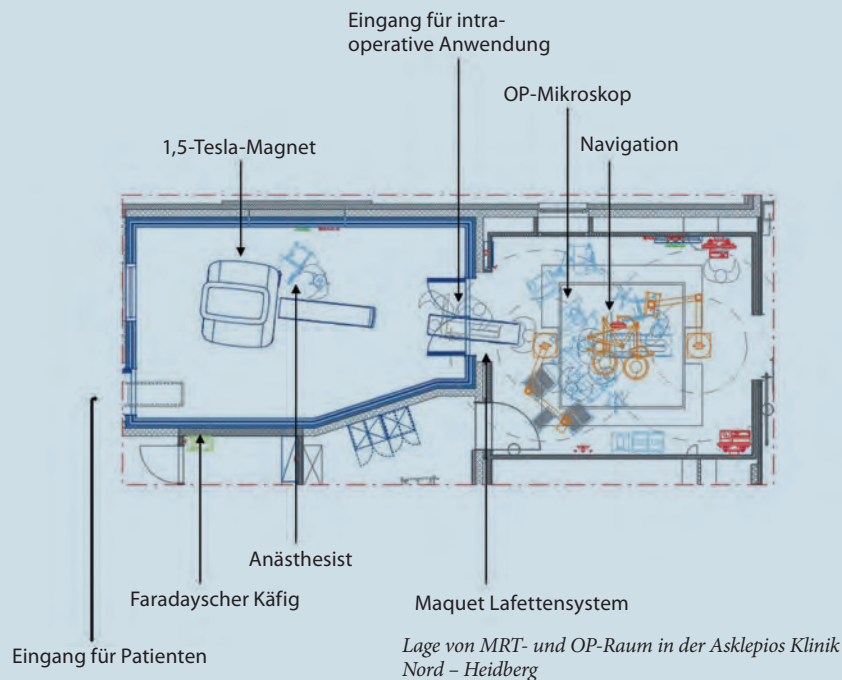 Eingang für intra-
operative Anwendung
OP-Mikroskop
1,5-Tesla-Magnet
Navigation
Anästhesist
Faradayscher Käfig
Maquet Lafettensystem
Eingang für Patienten
Lage von MRT- und OP-Raum in der Asklepios Klinik
Nord – Heidberg